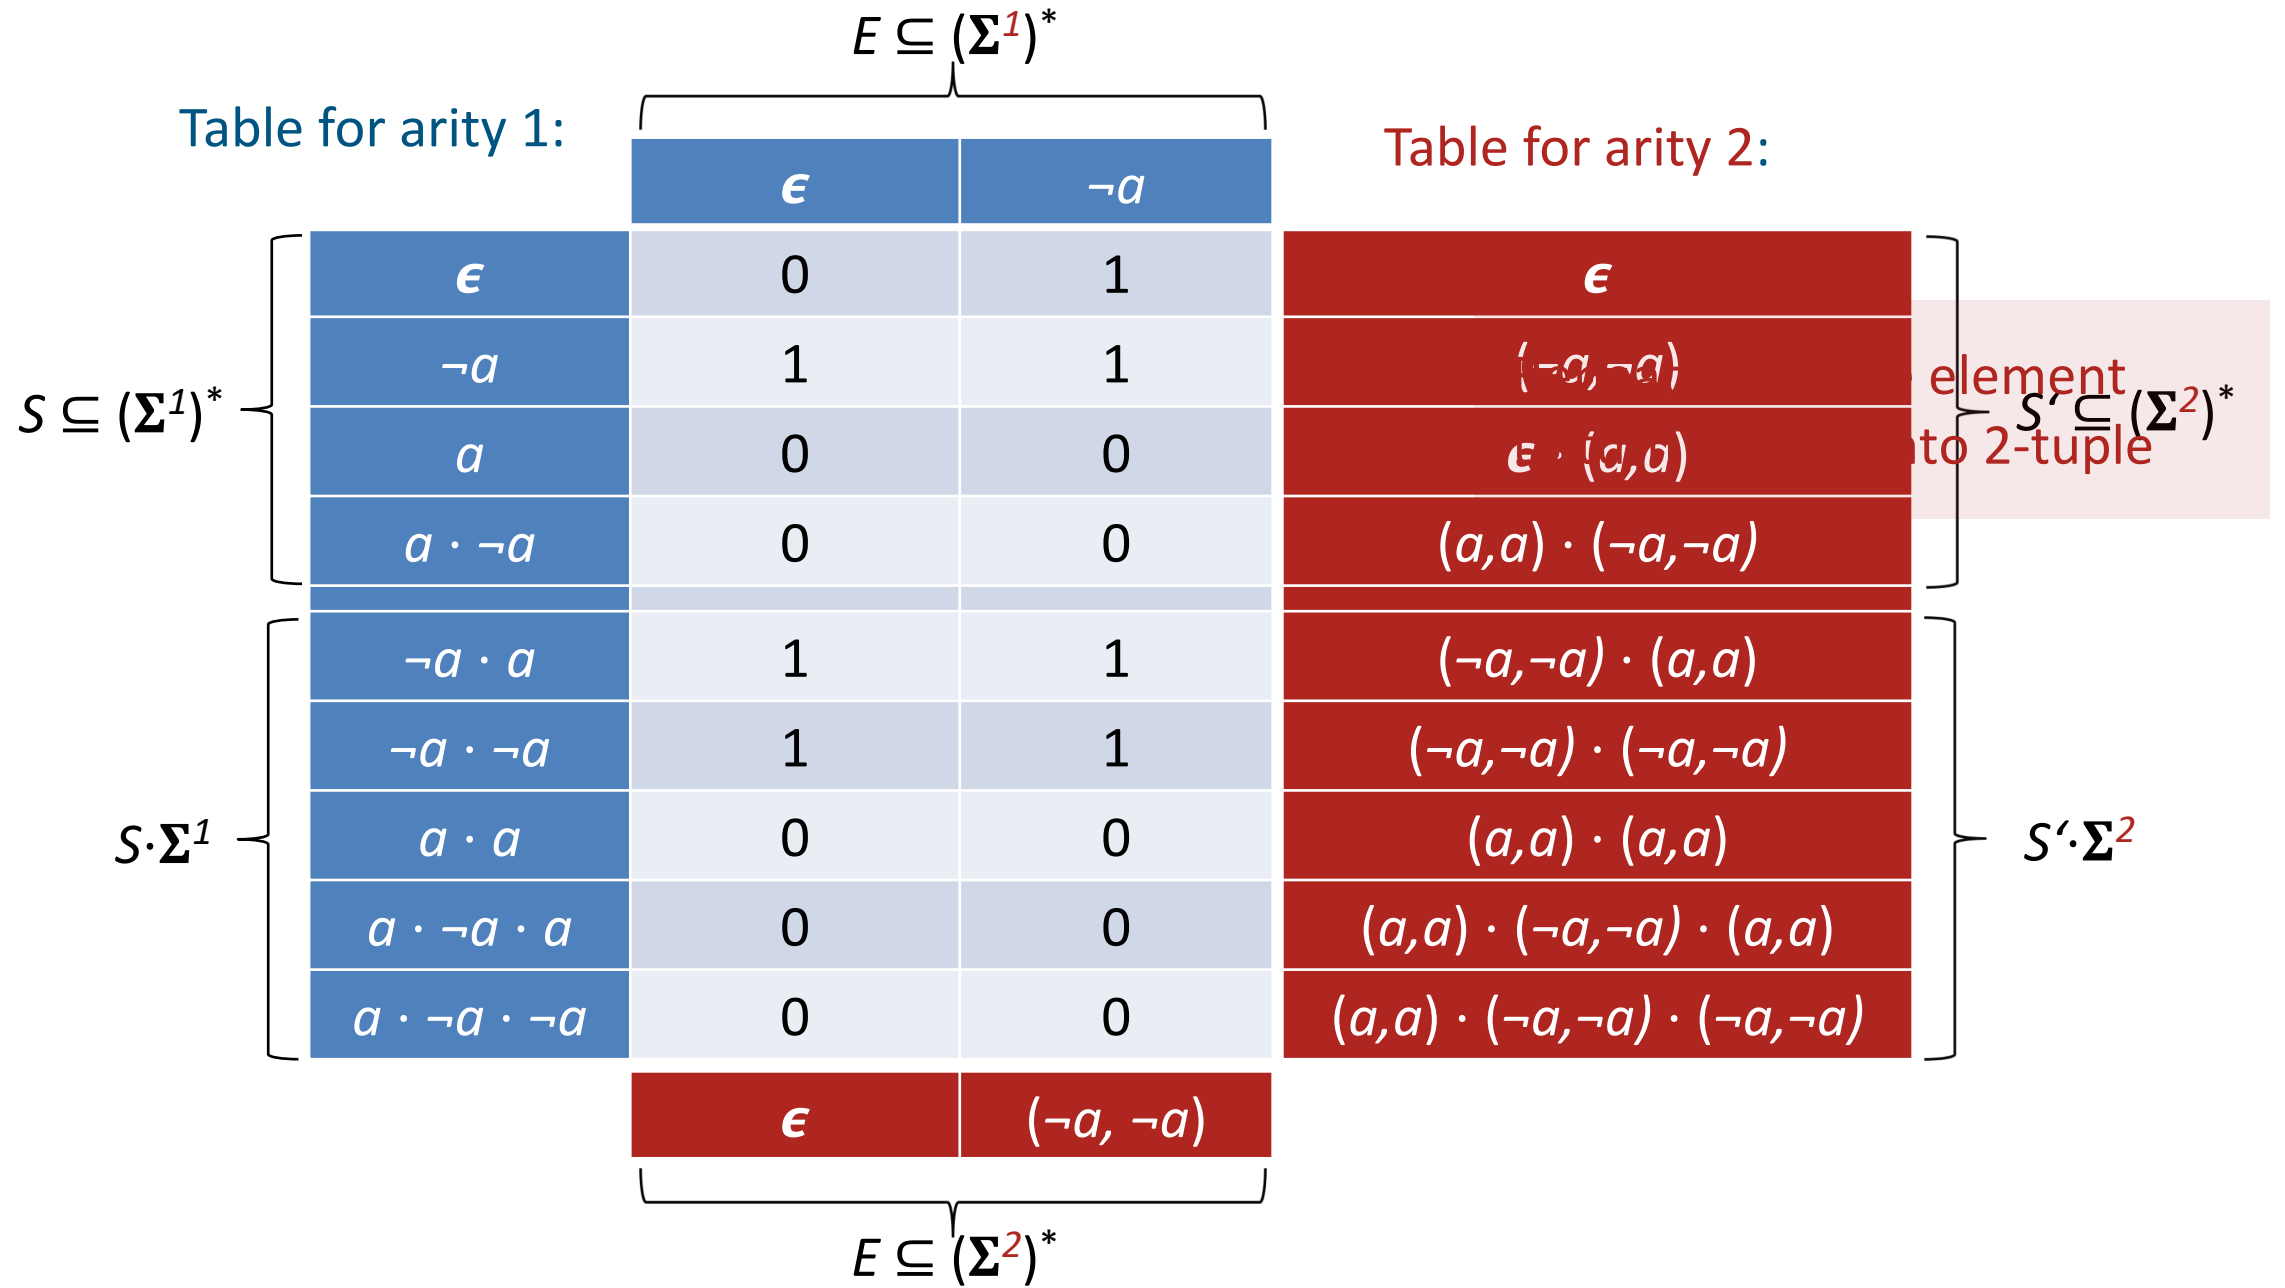 E ⊆ (Σ¹)*
Table for arity 1:
Table for arity 2:
ϵ ¬a
ϵ 0 1 ϵ
¬a 1 1 (¬a,¬a)
element
S ⊆ (Σ¹)* S‘ ⊆ (Σ²)*
a 0 0 ϵ · (a,a)
2-tuple
a · ¬a 0 0 (a,a) · (¬a,¬a)
¬a · a 1 1 (¬a,¬a) · (a,a)
¬a · ¬a 1 1 (¬a,¬a) · (¬a,¬a)
S·Σ¹ a · a 0 0 (a,a) · (a,a) S‘·Σ²
a · ¬a · a 0 0 (a,a) · (¬a,¬a) · (a,a)
a · ¬a · ¬a 0 0 (a,a) · (¬a,¬a) · (¬a,¬a)
ϵ (¬a, ¬a)
E ⊆ (Σ²)*